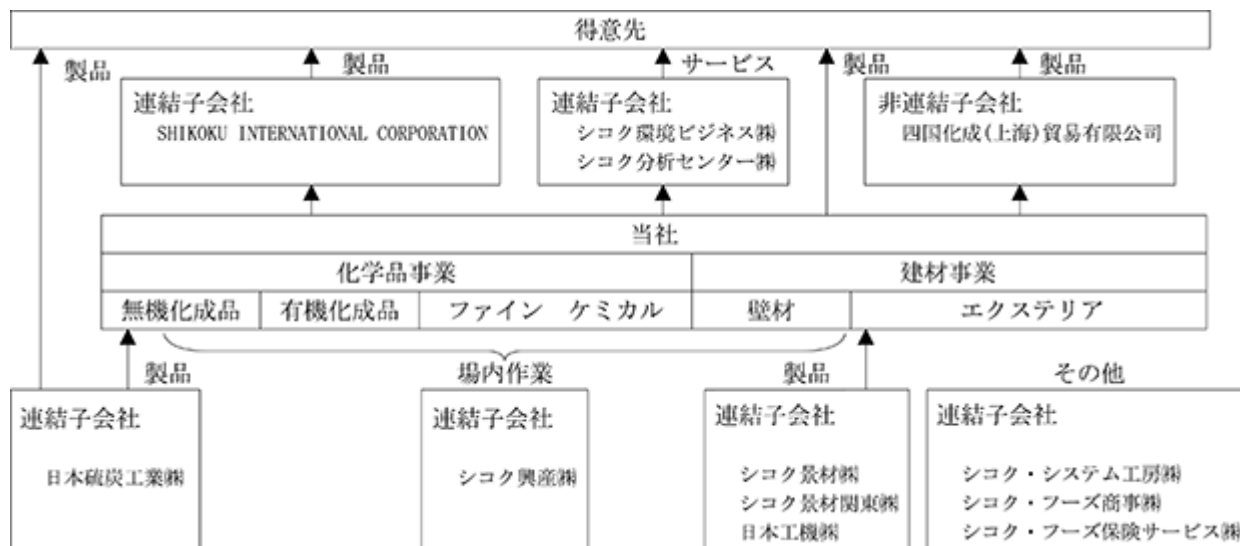 得意先
製品
製品
サービス
製品
製品
連結子会社
SHIKOKU INTERNATIONAL CORPORATION
連結子会社
シコク環境ビジネス㈱
シコク分析センター㈱
非連結子会社
四国化成(上海)貿易有限公司
当社
化学品事業
建材事業
無機化成品
有機化成品
ファイン ケミカル
壁材
エクステリア
製品
場内作業
製品
その他
連結子会社
日本硫炭工業㈱
連結子会社
シコク興産㈱
連結子会社
シコク景材㈱
シコク景材関東㈱
日本工機㈱
連結子会社
シコク・システム工房㈱
シコク・フーズ商事㈱
シコク・フーズ保険サービス㈱